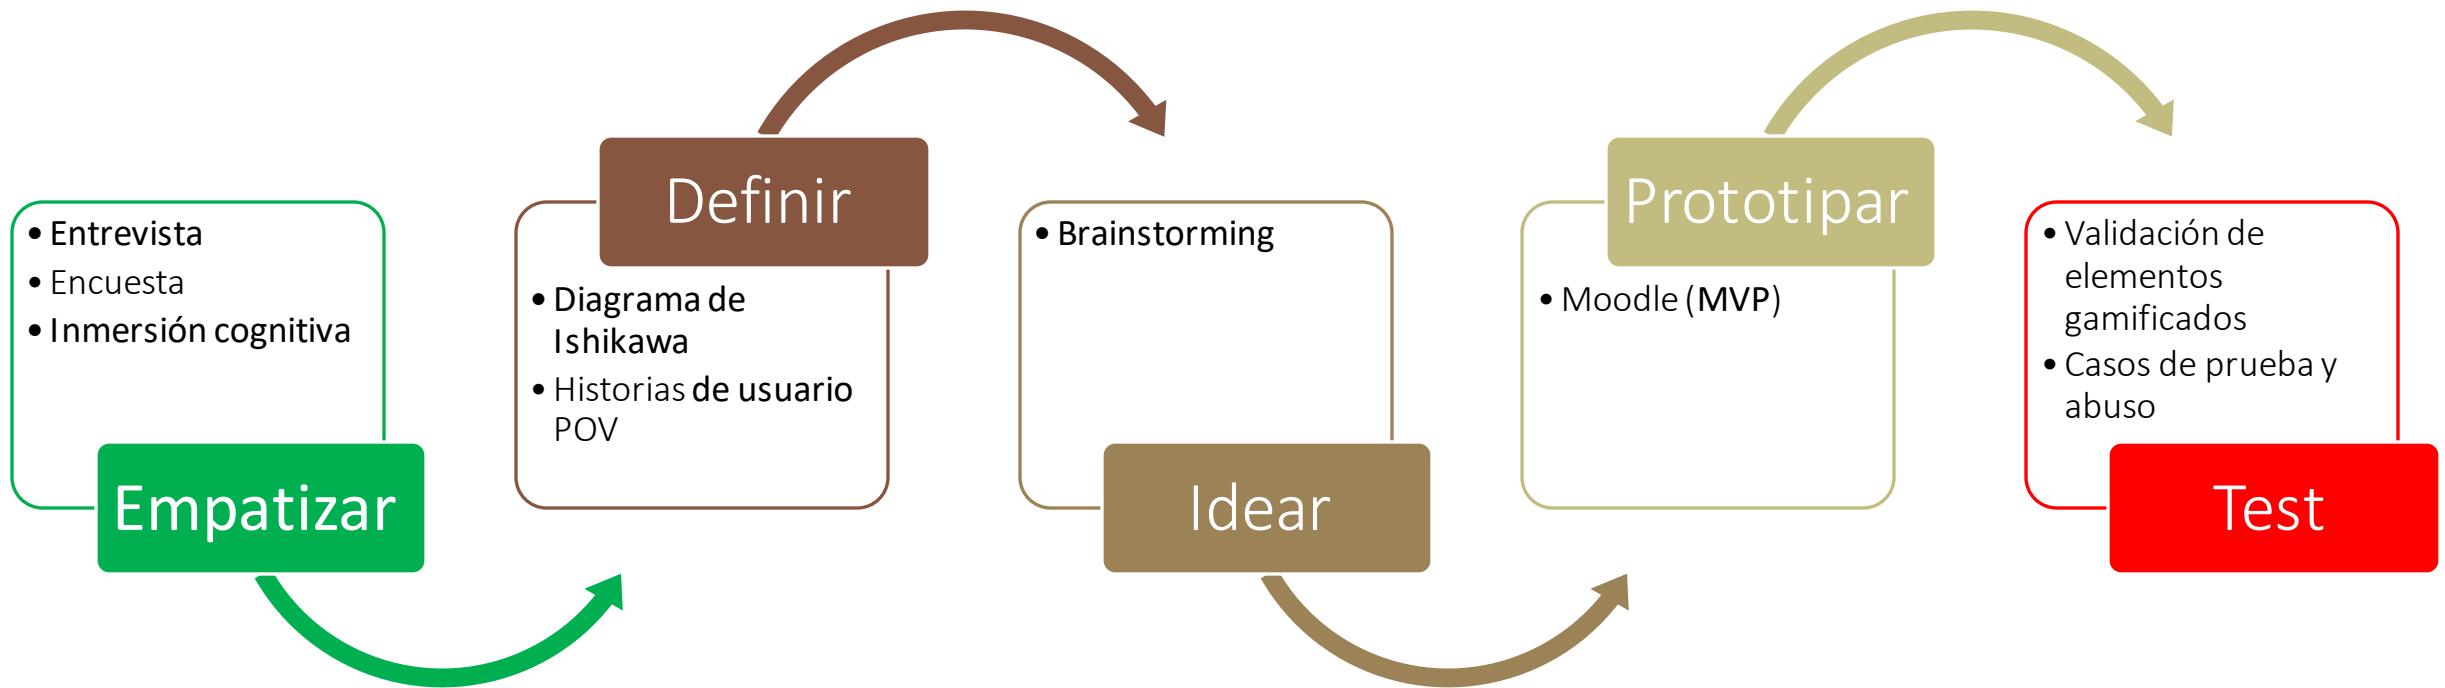 • Entrevista
• Encuesta
• Inmersión cognitiva
Empatizar
Definir
• Diagrama de
Ishikawa
• Historias de usuario
POV
• Brainstorming
Idear
Prototipar
• Moodle (MVP)
• Validación de
elementos
gamificados
• Casos de prueba y
abuso
Test